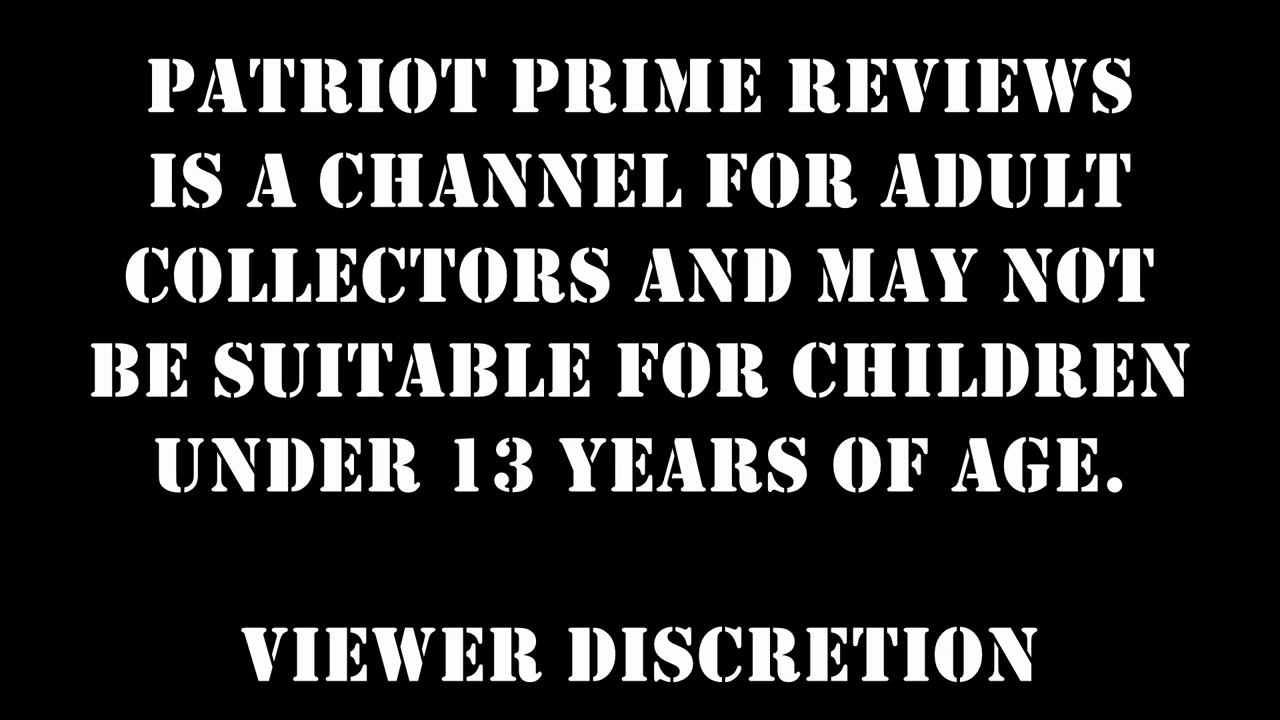 PATRIOT PRIME REVIEWS
IS A CHANNEL FOR ADULT
COLLECTORS AND MAY NOT
BE SUITABLE FOR CHILDREN
UNDER 13 YEARS OF AGE.
VIEWER DISCRETION